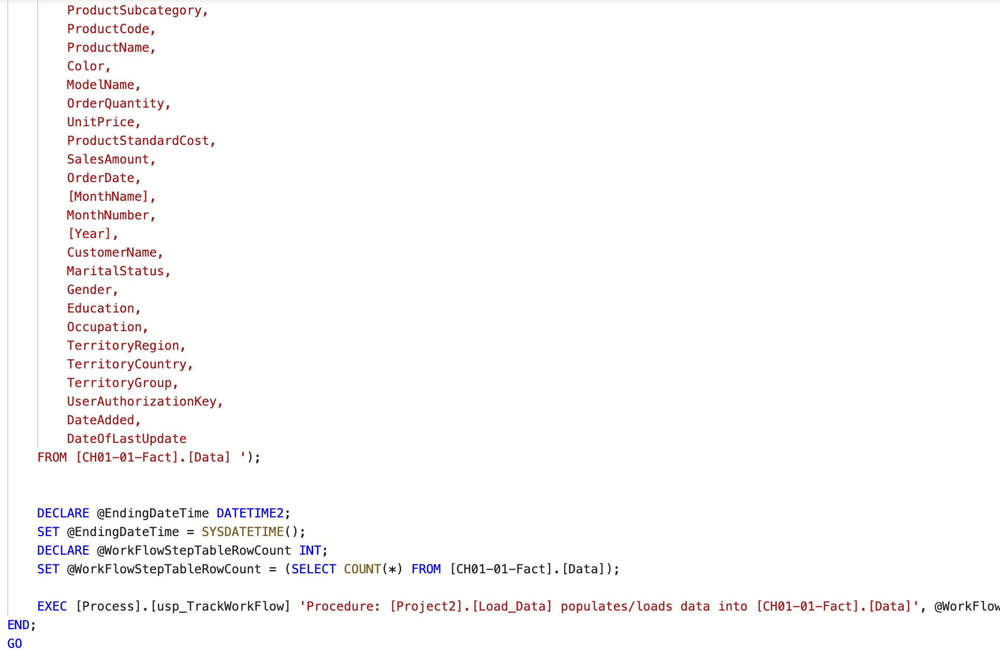 ProductSubcategory,
ProductCode,
ProductName,
Color,
ModelName,
OrderQuantity,
UnitPrice,
ProductStandardCost,
SalesAmount,
OrderDate,
[MonthName],
MonthNumber,
[Year],
CustomerName,
MaritalStatus,
Gender,
Education,
Occupation,
TerritoryRegion,
TerritoryCountry,
TerritoryGroup,
UserAuthorizationKey,
DateAdded,
DateOfLastUpdate
FROM [CH01-01-Fact].[Data] ');
DECLARE @EndingDateTime DATETIME2;
SET @EndingDateTime = SYSDATETIME();
DECLARE @WorkFlowStepTableRowCount INT;
SET @WorkFlowStepTableRowCount = (SELECT COUNT(*) FROM [CH01-01-Fact].[Data]);
EXEC [Process].[usp_TrackWorkFlow] 'Procedure: [Project2].[Load_Data] populates/loads data into [CH01-01-Fact].[Data]', @WorkFlow
END;
GO